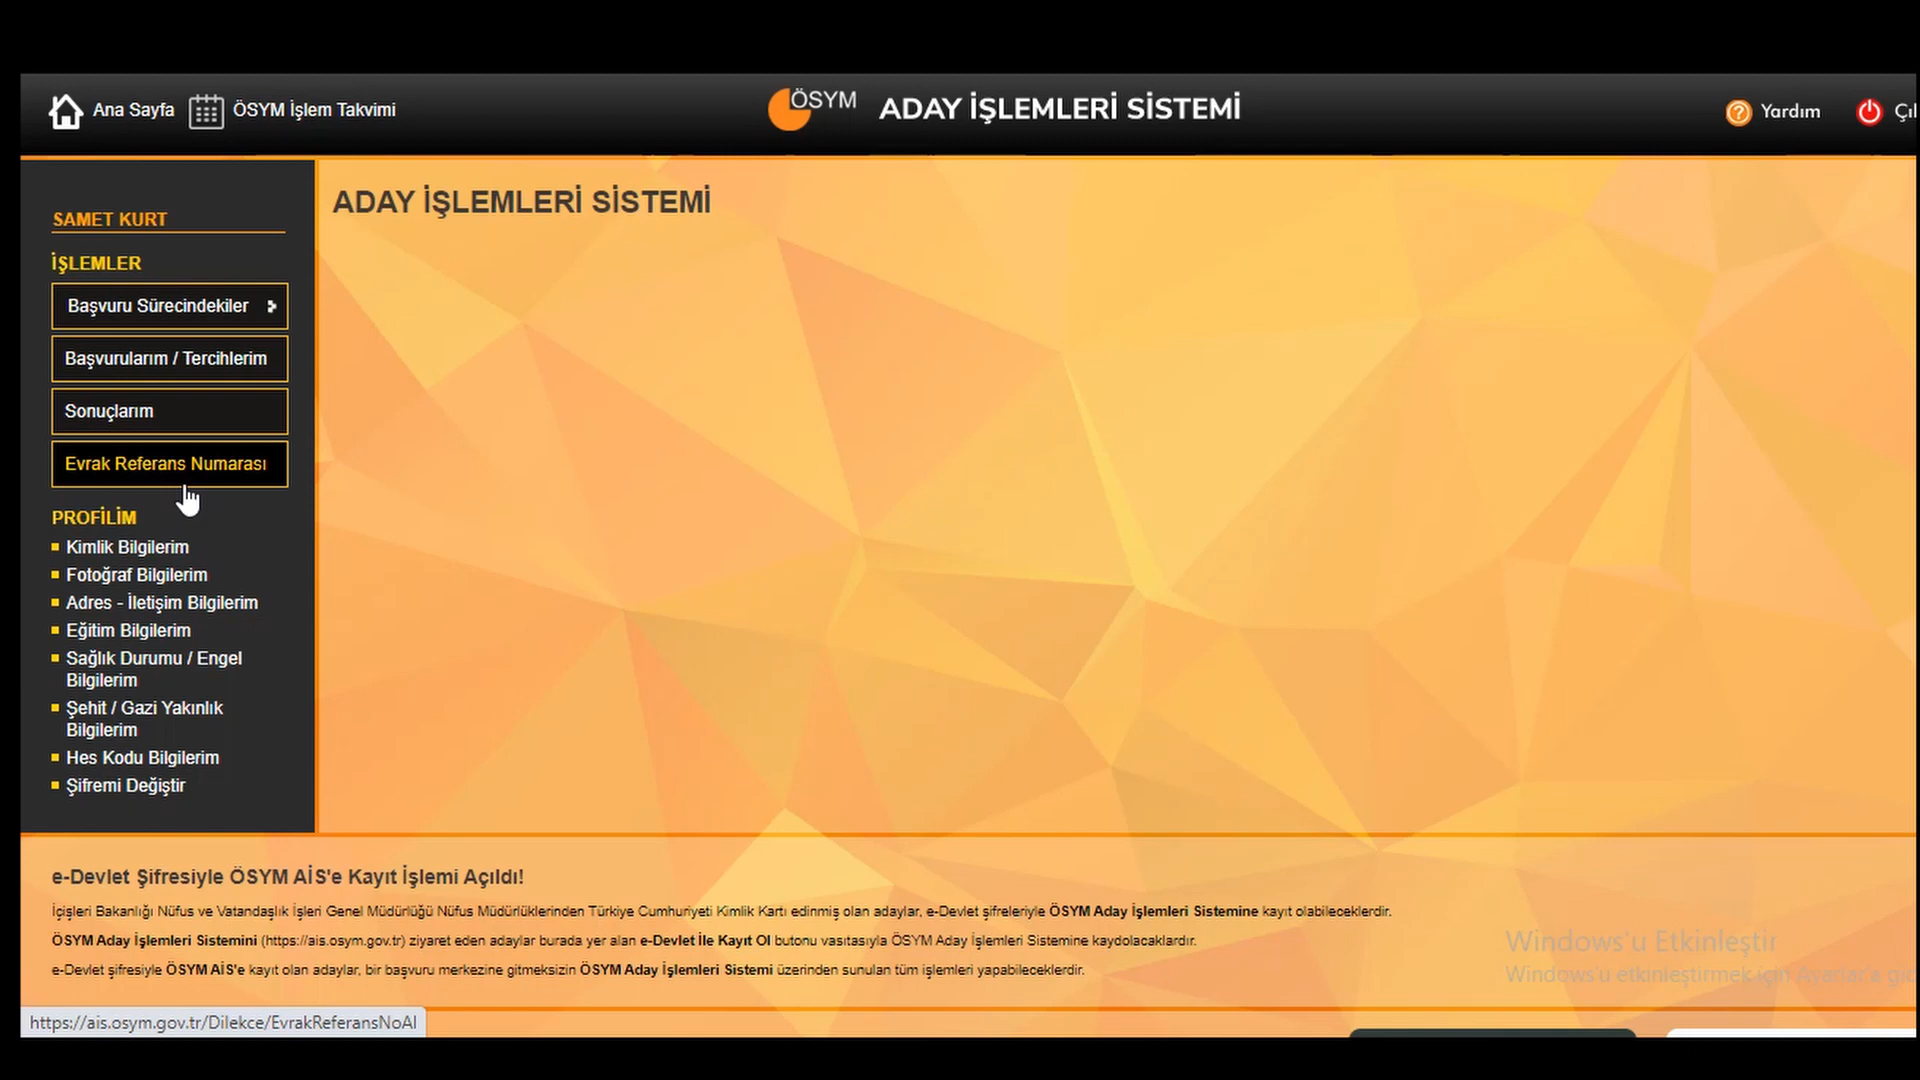 Ana Sayfa
ÖSYM İşlem Takvimi
ÖSYM
ADAY İŞLEMLERİ SİSTEMİ
Yardım
SAMET KURT
İŞLEMLER
Başvuru Sürecindekiler
Başvurularım / Tercihlerim
Sonuçlarım
Evrak Referans Numarası
PROFİLİM
Kimlik Bilgilerim
Fotoğraf Bilgilerim
Adres - İletişim Bilgilerim
Eğitim Bilgilerim
Sağlık Durumu / Engel
Bilgilerim
Şehit / Gazi Yakınlık
Bilgilerim
Hes Kodu Bilgilerim
Şifremi Değiştir
ADAY İŞLEMLERİ SİSTEMİ
e-Devlet Şifresiyle ÖSYM AİS'e Kayıt İşlemi Açıldı!
İçişleri Bakanlığı Nüfus ve Vatandaşlık İşleri Genel Müdürlüğü Nüfus Müdürlüklerinden Türkiye Cumhuriyeti Kimlik Kartı edinmiş olan adaylar, e-Devlet şifreleriyle ÖSYM Aday İşlemleri Sistemine kayıt olabileceklerdir.
ÖSYM Aday İşlemleri Sistemini (https://ais.osym.gov.tr) ziyaret eden adaylar burada yer alan e-Devlet İle Kayıt Ol butonu vasıtasıyla ÖSYM Aday İşlemleri Sistemine kaydolacaklardır.
e-Devlet şifresiyle ÖSYM AİS'e kayıt olan adaylar, bir başvuru merkezine gitmeksizin ÖSYM Aday İşlemleri Sistemi üzerinden sunulan tüm işlemleri yapabileceklerdir.
Windows'u Etkinleştir
Windows'u etkinleştirmek için Ayarlar'a
https://ais.osym.gov.tr/Dilekce/EvrakReferansNoAl